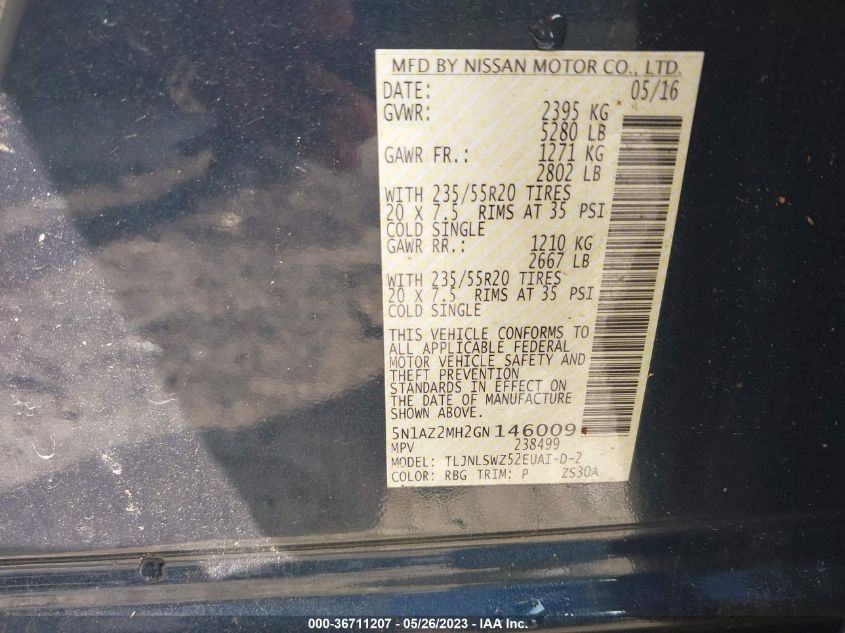 MFD BY NISSAN MOTOR CO., LTD.
DATE: 05/16
GVWR: 2395 KG
5280 LB
GAWR FR.: 1271 KG
2802 LB
WITH 235/55R20 TIRES
20 X 7.5 RIMS AT 35 PSI
COLD SINGLE
GAWR RR.: 1210 KG
2667 LB
WITH 235/55R20 TIRES
20 X 7.5 RIMS AT 35 PSI
COLD SINGLE
THIS VEHICLE CONFORMS TO
ALL APPLICABLE FEDERAL
MOTOR VEHICLE SAFETY AND
THEFT PREVENTION
STANDARDS IN EFFECT ON
THE DATE OF MANUFACTURE
SHOWN ABOVE.
5N1AZ2MH2GN146009
MPV 238499
MODEL: TLJNLSWZ52EUAI-D-2
COLOR: RBG TRIM: P ZS30A
000-36711207 - 05/26/2023 - IAA Inc.